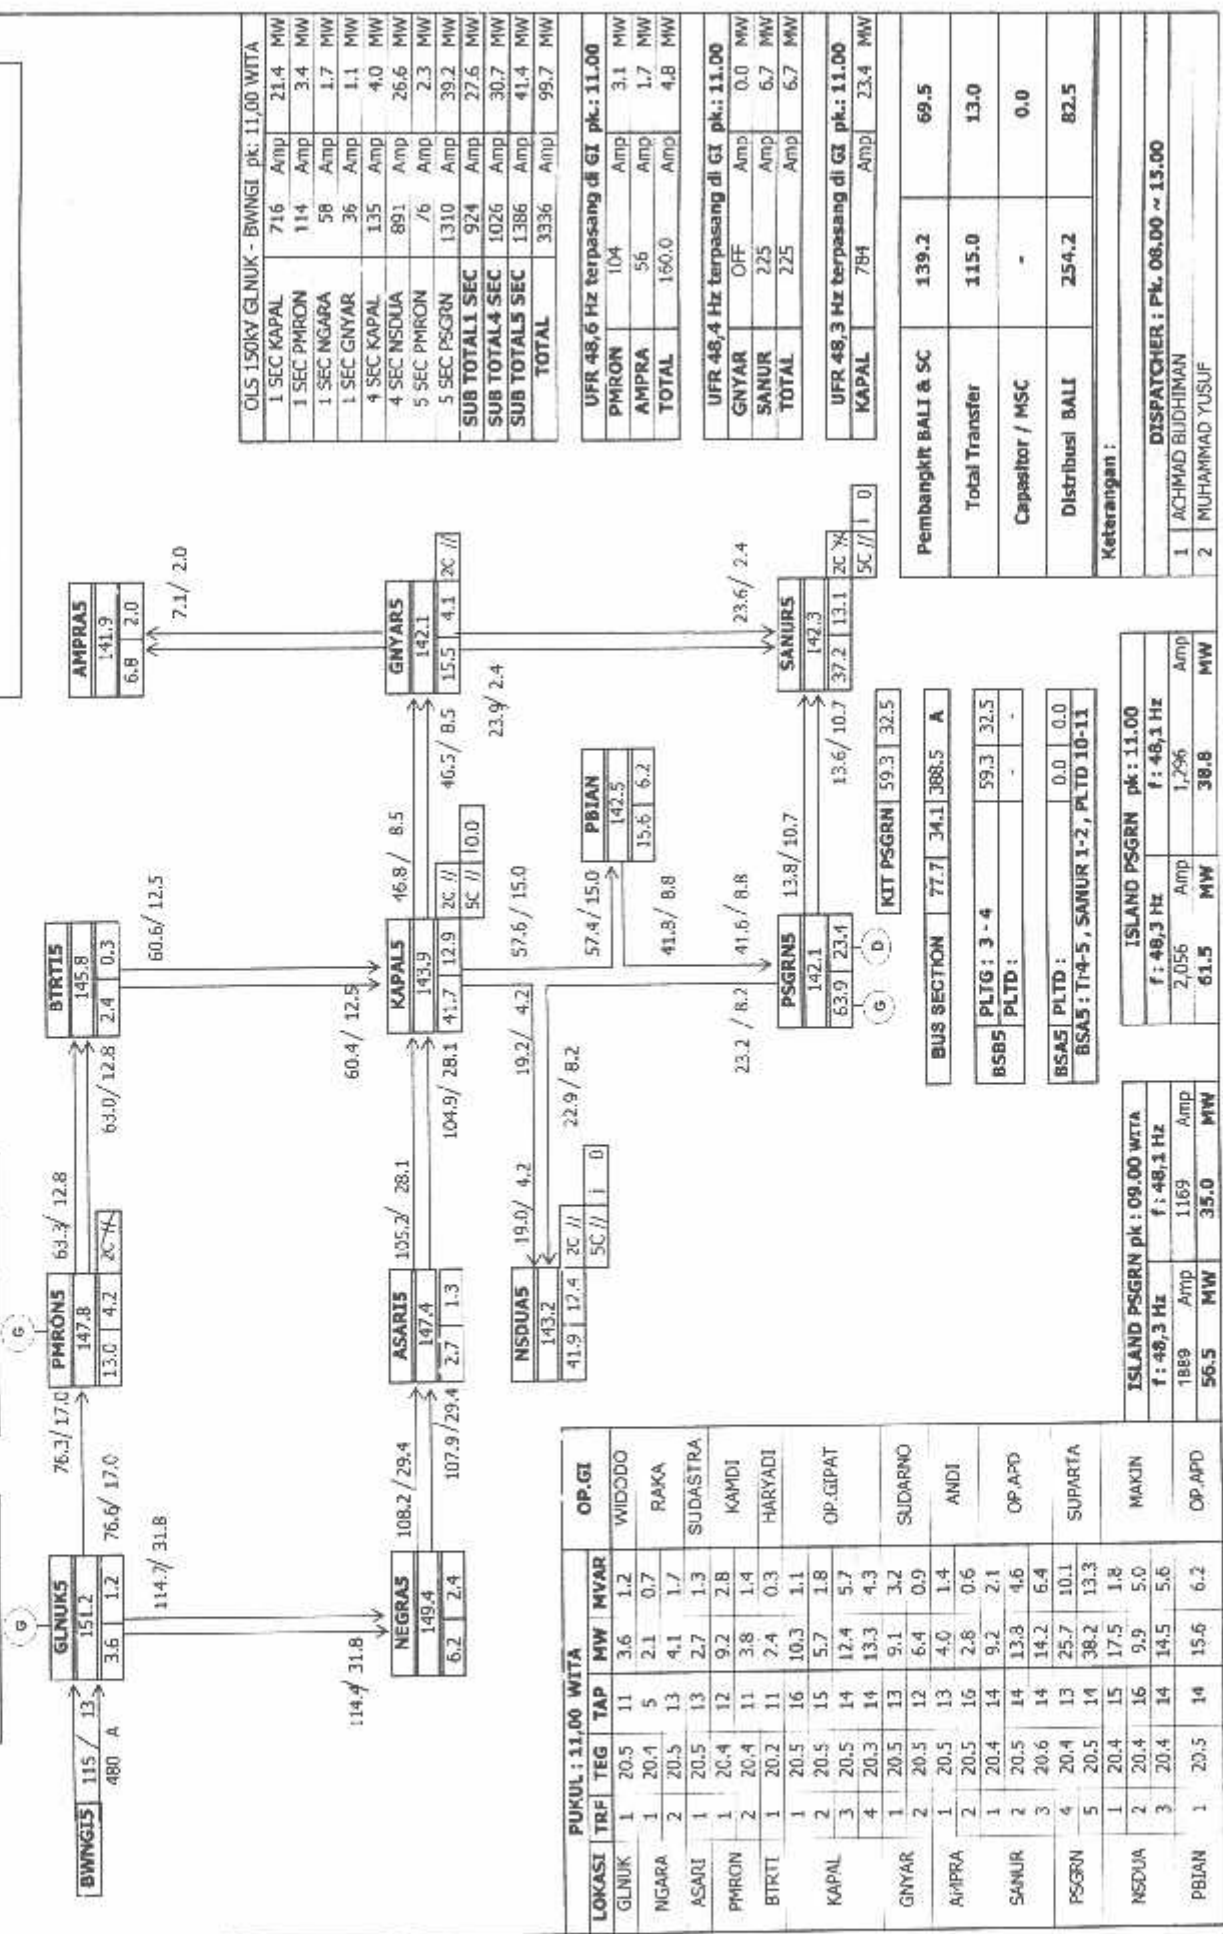 BWNGI5 115 / 13
480 A
G
GLNUK5
151.2
3.6 1.2
76.6/ 17.0
76.3/ 17.0
114.7/ 31.8
114.4/ 31.8
G
PMRON5
147.8
13.0 4.2
2C //
63.3/ 12.8
63.0/ 12.8
BTRTI5
145.8
2.4 0.3
60.6/ 12.5
60.4/ 12.5
AMPRA5
141.9
6.8 2.0
7.1/ 2.0
NEGRA5
149.4
6.2 2.4
108.2 / 29.4
107.9/29.4
ASARI5
147.4
2.7 1.3
105.2/ 28.1
104.9/ 28.1
KAPAL5
143.9
41.7 12.9
2C //
5C // 0.0
46.8/ 8.5
46.5/ 8.5
GNYAR5
142.1
15.5 4.1
2C //
23.9/ 2.4
23.6/ 2.4
NSDUA5
143.2
41.9 12.4
2C //
5C // i 0
19.0/ 4.2
19.2/ 4.2
22.9/ 8.2
23.2 / 8.2
57.6/ 15.0
57.4/ 15.0
PBIAN
142.5
15.6 6.2
41.8/ 8.8
41.6/ 8.8
PSGRN5
142.1
63.9 23.4
G D
13.8/ 10.7
13.6/ 10.7
SANUR5
142.3
37.2 13.1
2C //
5C // i 0
KIT PSGRN 59.3 32.5
BUS SECTION 77.7 34.1 388.5 A
BSB5 PLTG : 3 - 4 59.3 32.5
PLTD : - -
BSA5 PLTD : 0.0 0.0
BSA5 : Tr4-5 , SANUR 1-2 , PLTD 10-11
PUKUL : 11,00 WITA OP.GI
LOKASI TRF TEG TAP MW MVAR
GLNUK 1 20.5 11 3.6 1.2 WIDODO
NGARA 1 20.4 5 2.1 0.7 RAKA
2 20.5 13 4.1 1.7
ASARI 1 20.5 13 2.7 1.3 SUDASTRA
PMRON 1 20.4 12 9.2 2.8 KAMDI
2 20.4 11 3.8 1.4
BTRTI 1 20.2 11 2.4 0.3 HARYADI
KAPAL 1 20.5 16 10.3 1.1 OP.GIPAT
2 20.5 15 5.7 1.8
3 20.5 14 12.4 5.7
4 20.3 14 13.3 4.3
GNYAR 1 20.5 13 9.1 3.2 SUDARNO
2 20.5 12 6.4 0.9
AMPRA 1 20.5 13 4.0 1.4 ANDI
2 20.5 16 2.8 0.6
SANUR 1 20.4 14 9.2 2.1 OP.APD
2 20.5 14 13.8 4.6
3 20.6 14 14.2 6.4
PSGRN 4 20.4 13 25.7 10.1 SUPARTA
5 20.5 14 38.2 13.3
NSDUA 1 20.4 15 17.5 1.8 MAKIN
2 20.4 16 9.9 5.0
3 20.4 14 14.5 5.6
PBIAN 1 20.5 14 15.6 6.2 OP.APD
ISLAND PSGRN pk : 09.00 WITA
f : 48,3 Hz f : 48,1 Hz
1889 Amp 1169 Amp
56.5 MW 35.0 MW
ISLAND PSGRN pk : 11.00
f : 48,3 Hz f : 48,1 Hz
2,056 Amp 1,296 Amp
61.5 MW 38.8 MW
OLS 150KV GLNUK - BWNGI pk: 11,00 WITA
1 SEC KAPAL 716 Amp 21.4 MW
1 SEC PMRON 114 Amp 3.4 MW
1 SEC NGARA 58 Amp 1.7 MW
1 SEC GNYAR 36 Amp 1.1 MW
4 SEC KAPAL 135 Amp 4.0 MW
4 SEC NSDUA 891 Amp 26.6 MW
5 SEC PMRON 76 Amp 2.3 MW
5 SEC PSGRN 1310 Amp 39.2 MW
SUB TOTAL1 SEC 924 Amp 27.6 MW
SUB TOTAL4 SEC 1026 Amp 30.7 MW
SUB TOTAL5 SEC 1386 Amp 41.4 MW
TOTAL 3336 Amp 99.7 MW
UFR 48,6 Hz terpasang di GI pk.: 11.00
PMRON 104 Amp 3.1 MW
AMPRA 56 Amp 1.7 MW
TOTAL 160.0 Amp 4.8 MW
UFR 48,4 Hz terpasang di GI pk.: 11.00
GNYAR OFF Amp 0.0 MW
SANUR 225 Amp 6.7 MW
TOTAL 225 Amp 6.7 MW
UFR 48,3 Hz terpasang di GI pk.: 11.00
KAPAL 784 Amp 23.4 MW
Pembangkit BALI & SC 139.2 69.5
Total Transfer 115.0 13.0
Capasitor / MSC - 0.0
Distribusi BALI 254.2 82.5
Keterangan :
DISPATCHER : Pk. 08.00 ~ 15.00
1 ACHMAD BUDHIMAN
2 MUHAMMAD YUSUF